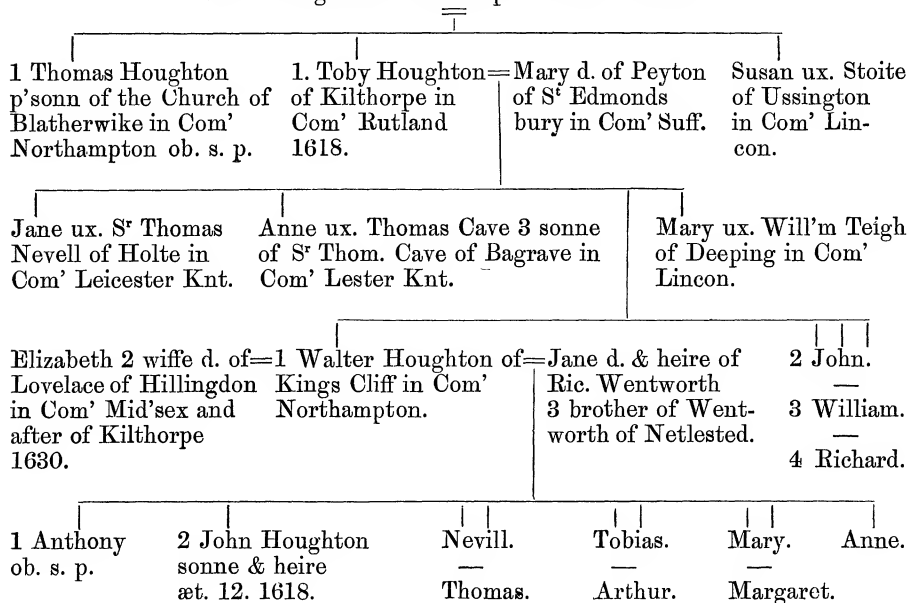 1 Thomas Houghton
p'sonn of the Church of
Blatherwike in Com'
Northampton ob. s. p.
1. Toby Houghton=Mary d. of Peyton
of Kilthorpe in
Com' Rutland
1618.
of Sᵗ Edmonds
bury in Com' Suff.
Susan ux. Stoite
of Ussington
in Com' Lin-
con.
Jane ux. Sʳ Thomas
Nevell of Holte in
Com' Leicester Knt.
Anne ux. Thomas Cave 3 sonne
of Sʳ Thom. Cave of Bagrave in
Com' Lester Knt.
Mary ux. Will'm Teigh
of Deeping in Com'
Lincon.
Elizabeth 2 wiffe d. of=1 Walter Houghton of=Jane d. & heire of
Lovelace of Hillingdon
in Com' Mid'sex and
after of Kilthorpe
1630.
Kings Cliff in Com'
Northampton.
Ric. Wentworth
3 brother of Went-
worth of Netlested.
2 John.
—
3 William.
—
4 Richard.
1 Anthony
ob. s. p.
2 John Houghton
sonne & heire
æt. 12. 1618.
Nevill.
—
Thomas.
Tobias.
—
Arthur.
Mary.
—
Margaret.
Anne.